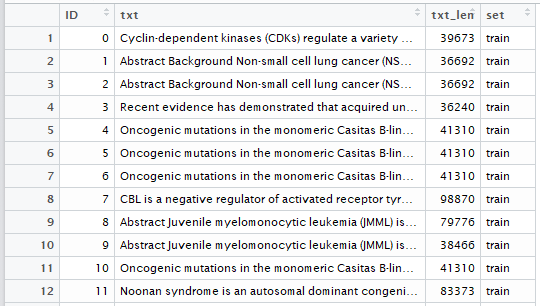 ID txt txt_len set
1 0 Cyclin-dependent kinases (CDKs) regulate a variety ... 39673 train
2 1 Abstract Background Non-small cell lung cancer (NS... 36692 train
3 2 Abstract Background Non-small cell lung cancer (NS... 36692 train
4 3 Recent evidence has demonstrated that acquired un... 36240 train
5 4 Oncogenic mutations in the monomeric Casitas B-lin... 41310 train
6 5 Oncogenic mutations in the monomeric Casitas B-lin... 41310 train
7 6 Oncogenic mutations in the monomeric Casitas B-lin... 41310 train
8 7 CBL is a negative regulator of activated receptor tyr... 98870 train
9 8 Abstract Juvenile myelomonocytic leukemia (JMML) is... 79776 train
10 9 Abstract Juvenile myelomonocytic leukemia (JMML) is... 38466 train
11 10 Oncogenic mutations in the monomeric Casitas B-lin... 41310 train
12 11 Noonan syndrome is an autosomal dominant congeni... 83373 train